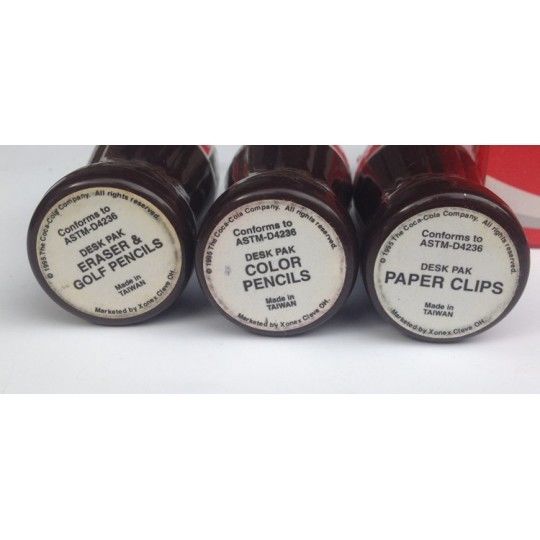 © 1995 The Coca-Cola Company. All rights reserved.
Conforms to
ASTM-D4236
DESK PAK
ERASER &
GOLF PENCILS
Made in
TAIWAN
Marketed by Xonex Cleve OH.
© 1995 The Coca-Cola Company. All rights reserved.
Conforms to
ASTM-D4236
DESK PAK
COLOR
PENCILS
Made in
TAIWAN
Marketed by Xonex Cleve OH.
© 1995 The Coca-Cola Company. All rights reserved.
Conforms to
ASTM-D4236
DESK PAK
PAPER CLIPS
Made in
TAIWAN
Marketed by Xonex Cleve OH.